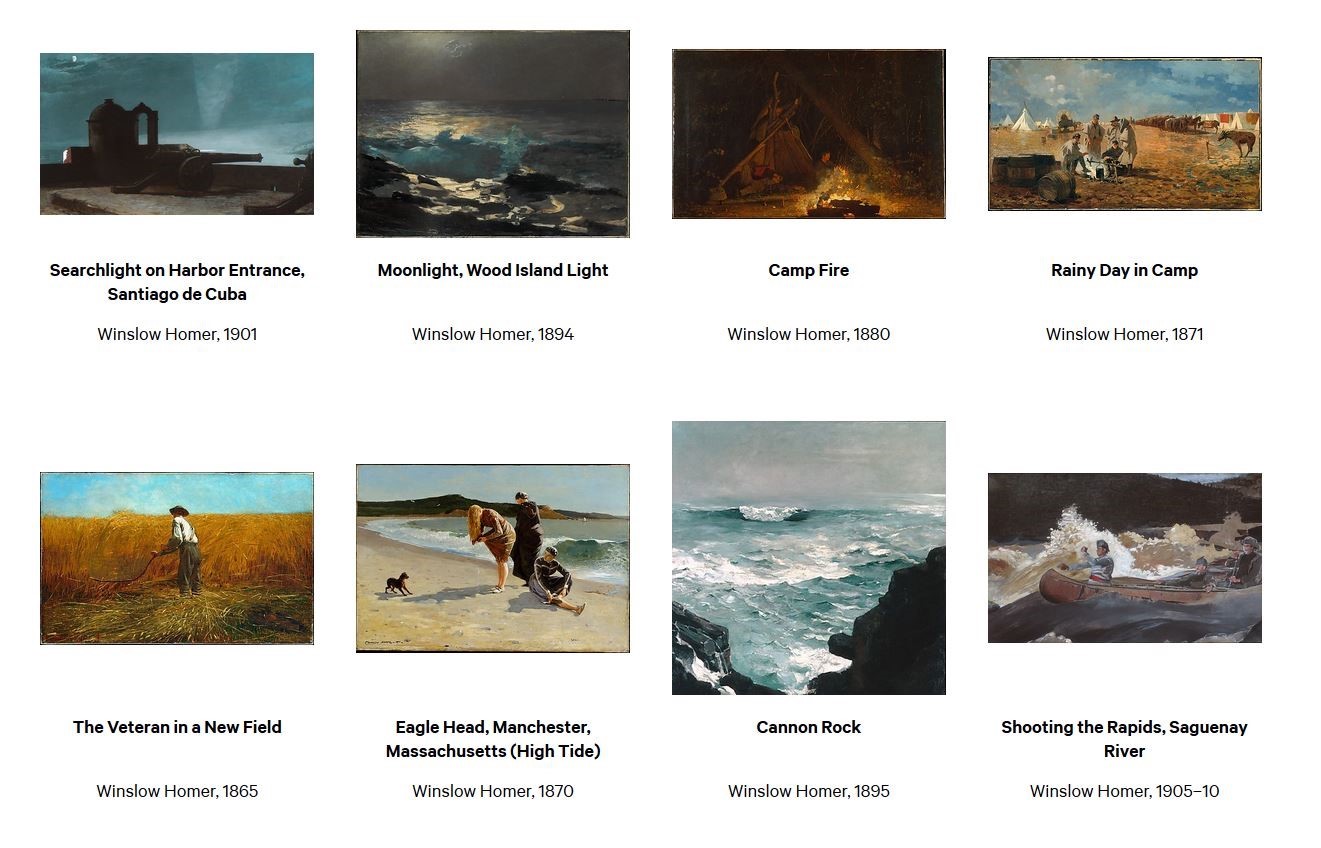 Searchlight on Harbor Entrance,
Santiago de Cuba
Winslow Homer, 1901
Moonlight, Wood Island Light
Winslow Homer, 1894
Camp Fire
Winslow Homer, 1880
Rainy Day in Camp
Winslow Homer, 1871
The Veteran in a New Field
Winslow Homer, 1865
Eagle Head, Manchester,
Massachusetts (High Tide)
Winslow Homer, 1870
Cannon Rock
Winslow Homer, 1895
Shooting the Rapids, Saguenay
River
Winslow Homer, 1905–10